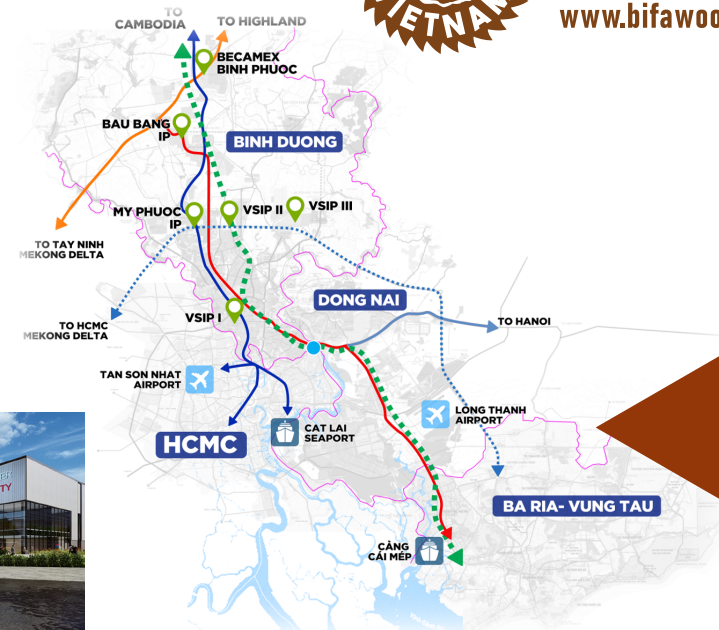 VIETNAM
www.bifawoo
TO
CAMBODIA
TO HIGHLAND
BECAMEX
BINH PHUOC
BAU BANG
IP
BINH DUONG
MY PHUOC
IP
VSIP II
VSIP III
TO TAY NINH
MEKONG DELTA
DONG NAI
VSIP I
TO HANOI
TO HCMC
MEKONG DELTA
TAN SON NHAT
AIRPORT
LONG THANH
AIRPORT
CAT LAI
SEAPORT
HCMC
BA RIA- VUNG TAU
CẢNG
CÁI MÉP
TY